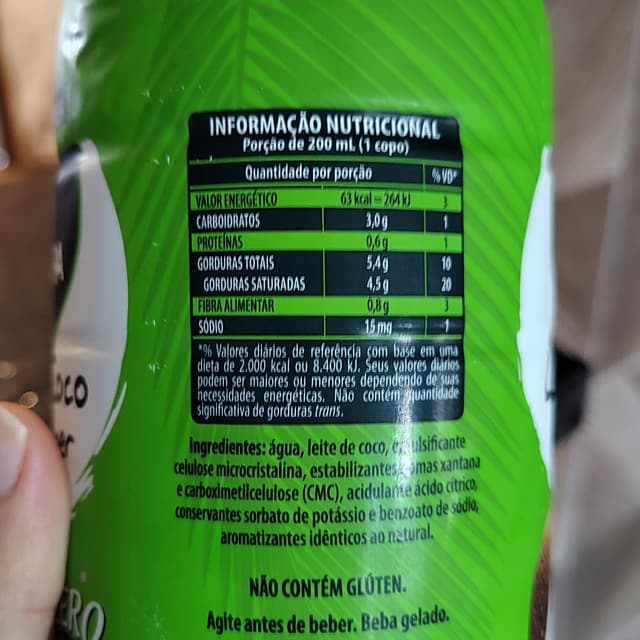 INFORMAÇÃO NUTRICIONAL
Porção de 200 mL (1 copo)
Quantidade por porção %VD*
VALOR ENERGÉTICO 63 kcal = 264 kJ 3
CARBOIDRATOS 3,0 g 1
PROTEÍNAS 0,6 g 1
GORDURAS TOTAIS 5,4 g 10
GORDURAS SATURADAS 4,5 g 20
FIBRA ALIMENTAR 0,8 g 3
SÓDIO 15 mg 1
*% Valores diários de referência com base em uma
dieta de 2.000 kcal ou 8.400 kJ. Seus valores diários
podem ser maiores ou menores dependendo de suas
necessidades energéticas. Não contém quantidade
significativa de gorduras trans.
Ingredientes: água, leite de coco, emulsificante
celulose microcristalina, estabilizantes gomas xantana
e carboximetilcelulose (CMC), acidulante ácido cítrico,
conservantes sorbato de potássio e benzoato de sódio,
aromatizantes idênticos ao natural.
NÃO CONTÉM GLÚTEN.
Agite antes de beber. Beba gelado.